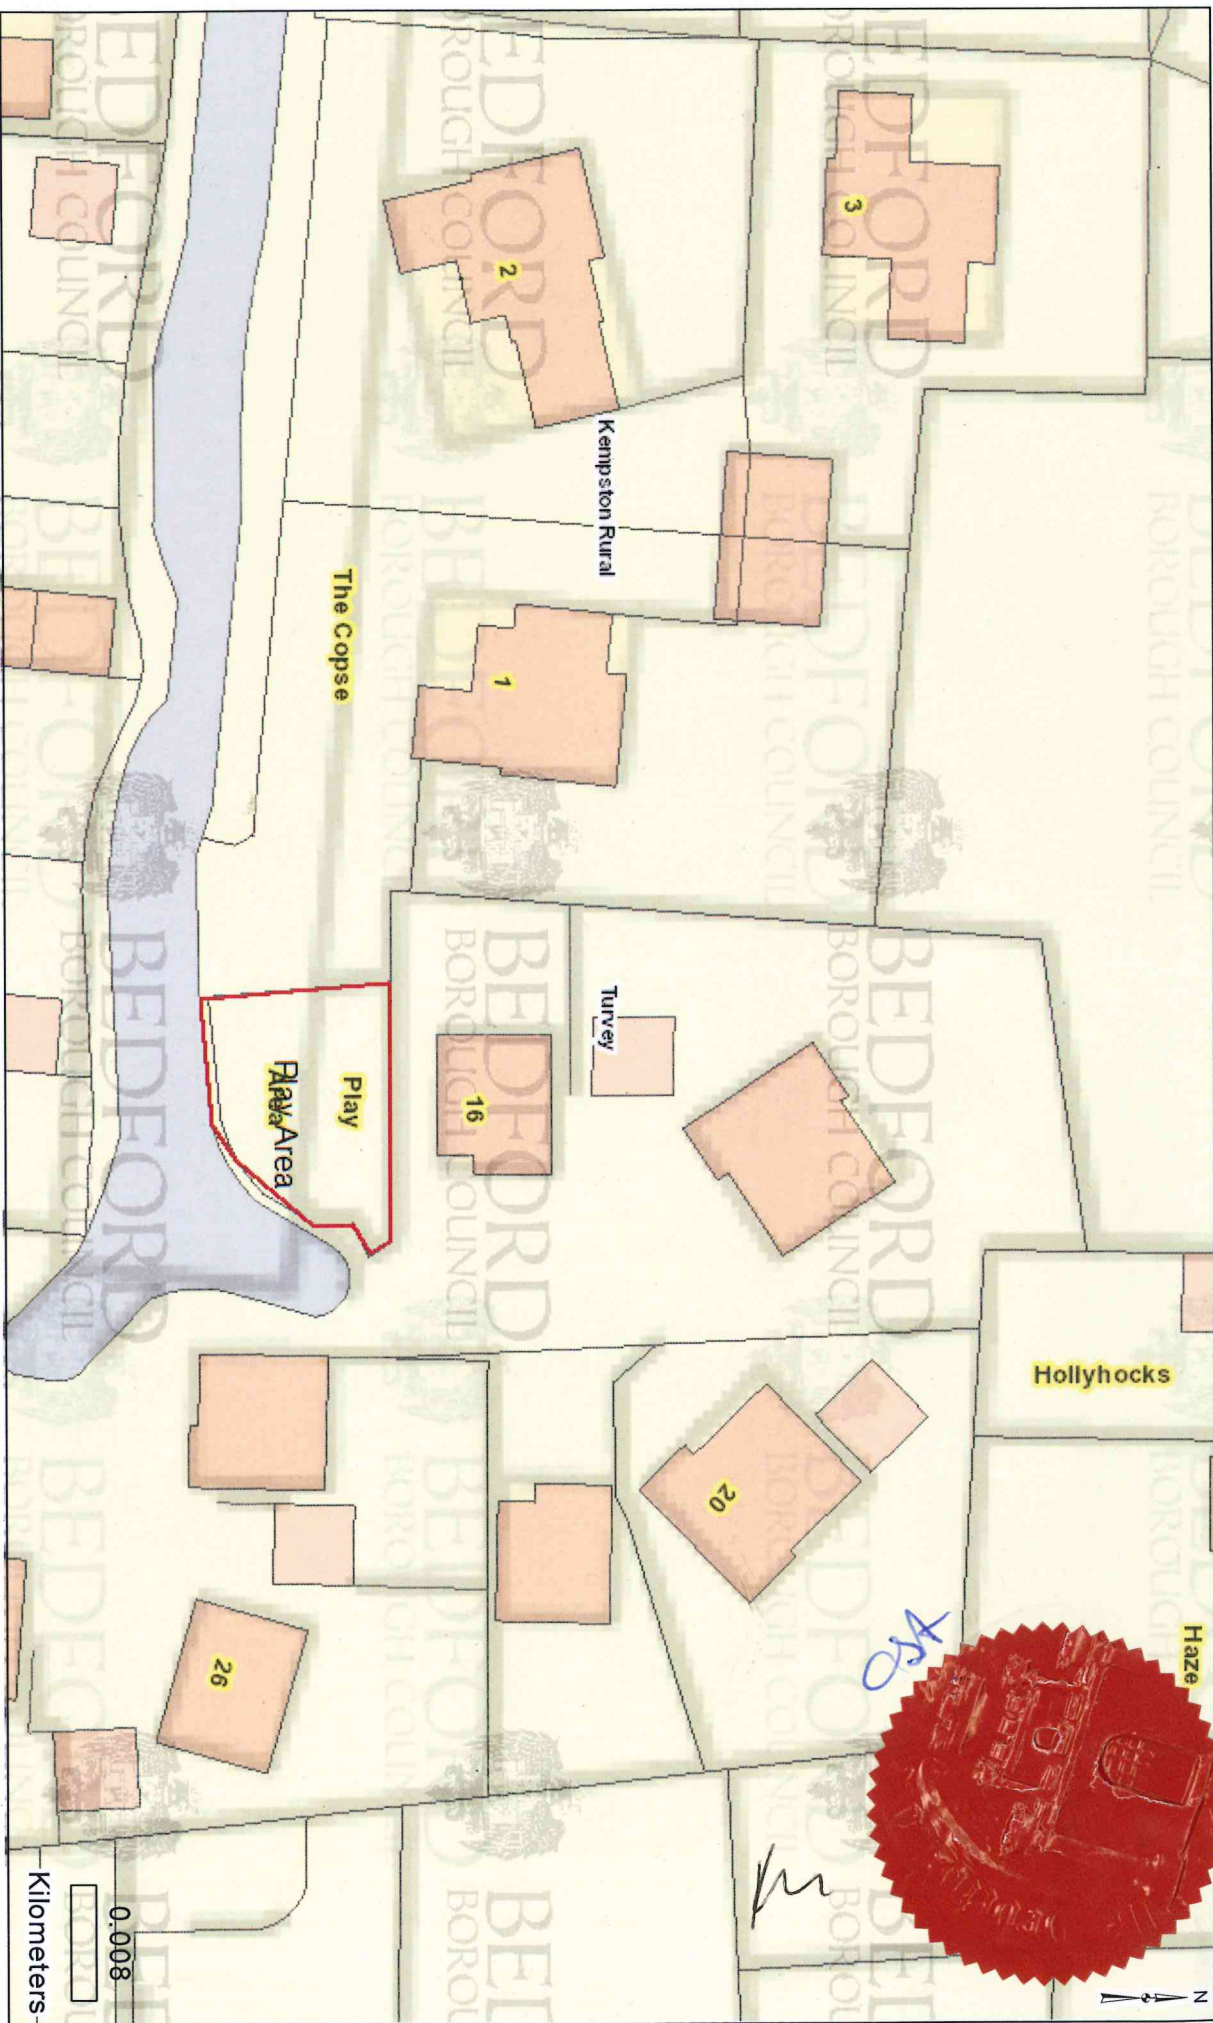 3
Hollyhocks
Haze
N
2
Kempston Rural
Turvey
20
OSA
The Copse
1
16
Play
Area
Play Area
26
0.008
Kilometers
BEDFORD
BOROUGH COUNCIL